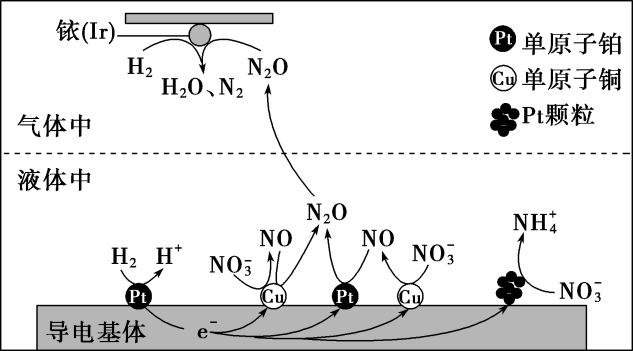 铱(Ir)
H₂
H₂O、N₂
N₂O
Pt 单原子铂
Cu 单原子铜
Pt颗粒
气体中
液体中
N₂O
H₂
H⁺
NO₃⁻
NO
NO
NO₃⁻
NH₄⁺
NO₃⁻
Pt
Cu
Pt
Cu
导电基体
e⁻